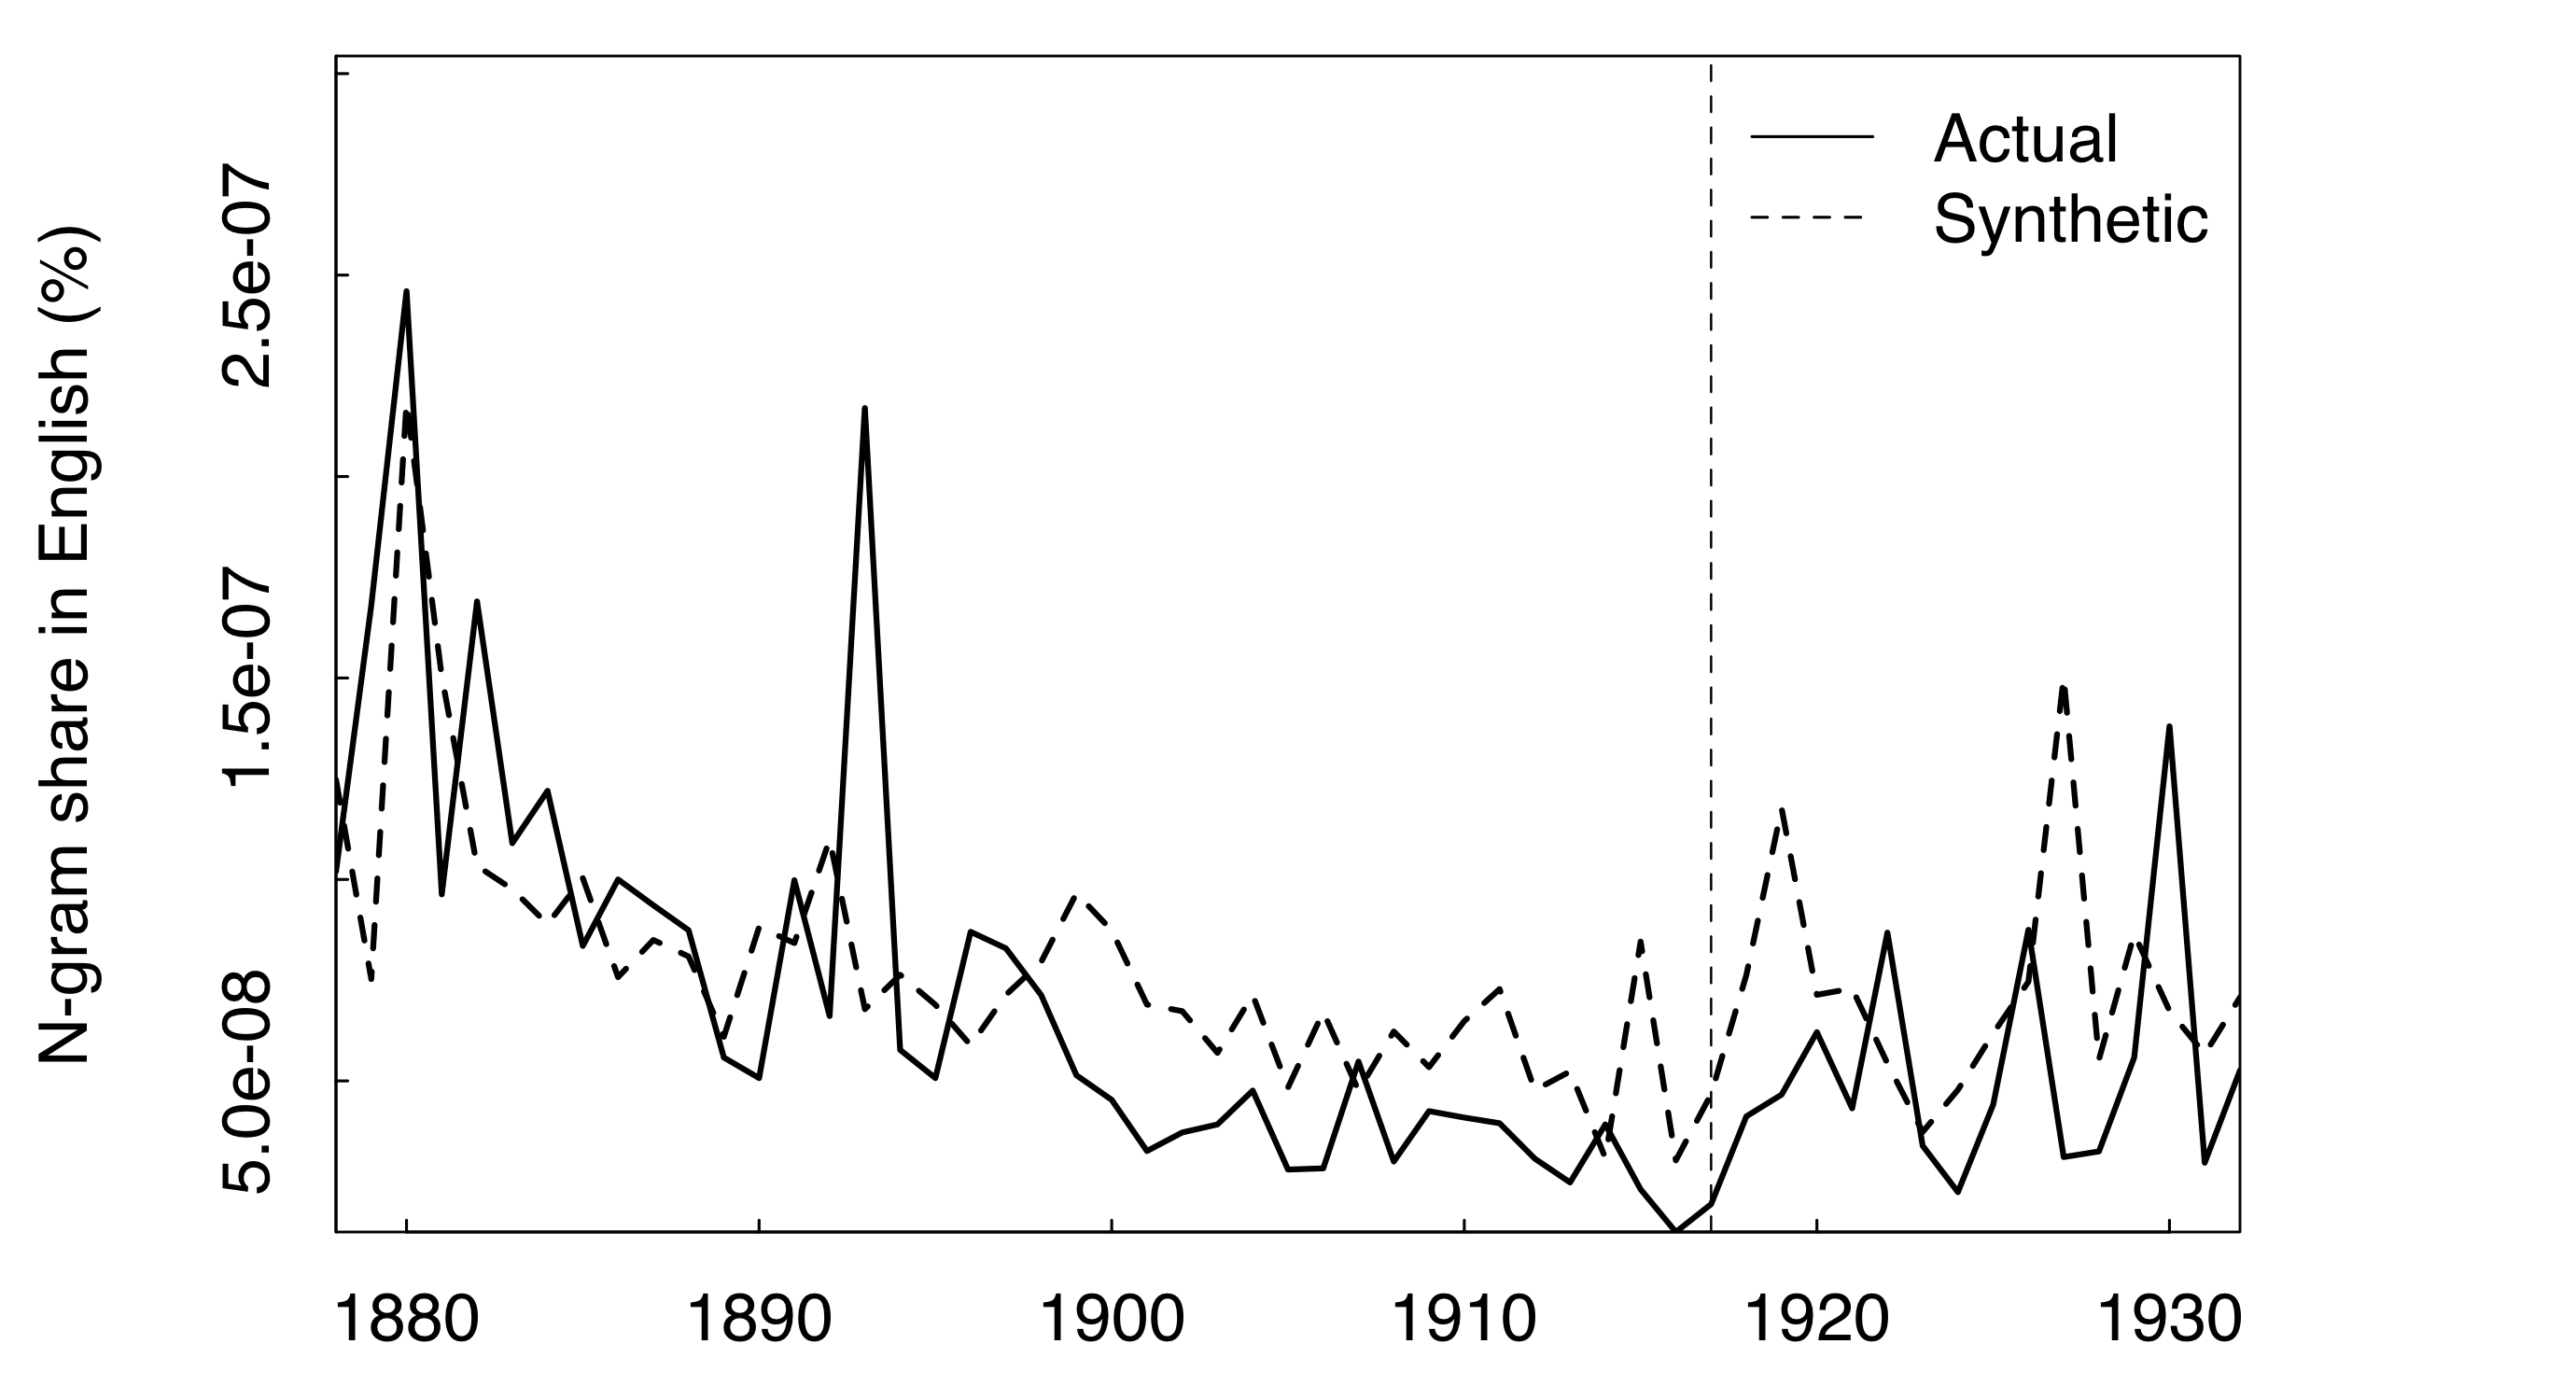 N-gram share in English (%)
2.5e-07
1.5e-07
5.0e-08
Actual
Synthetic
1880 1890 1900 1910 1920 1930